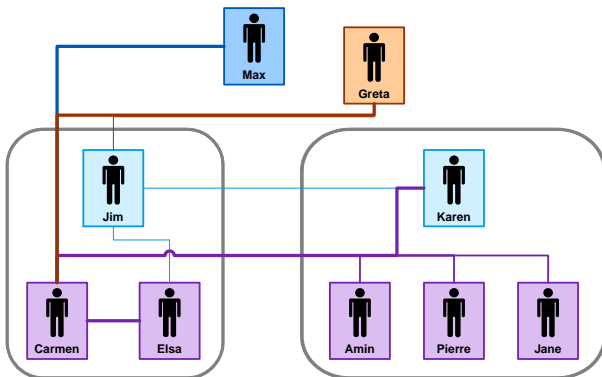 Max
Greta
Jim
Karen
Carmen
Elsa
Amin
Pierre
Jane